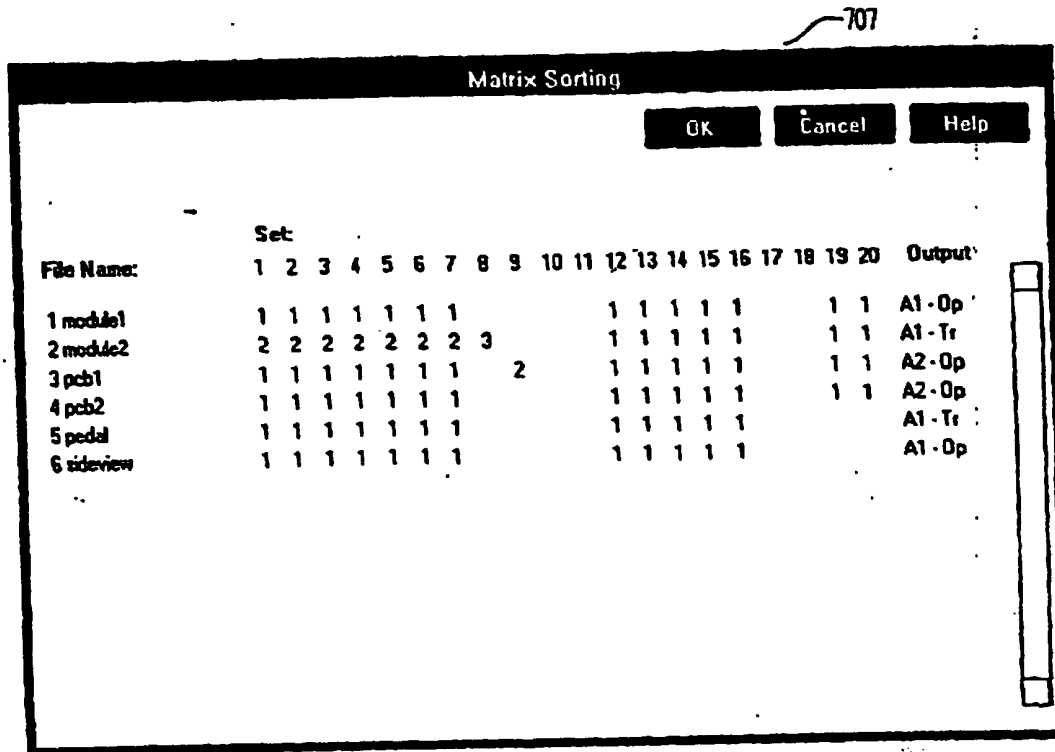 707
Matrix Sorting
OK Cancel Help
Set:
File Name: 1 2 3 4 5 6 7 8 9 10 11 12 13 14 15 16 17 18 19 20 Output
1 module1 1 1 1 1 1 1 1 1 1 1 1 1 1 1 A1 - Op
2 module2 2 2 2 2 2 2 2 3 1 1 1 1 1 1 1 A1 - Tr
3 pcb1 1 1 1 1 1 1 1 2 1 1 1 1 1 1 1 A2 - Op
4 pcb2 1 1 1 1 1 1 1 1 1 1 1 1 1 1 A2 - Op
5 pedal 1 1 1 1 1 1 1 1 1 1 1 1 A1 - Tr
6 sideview 1 1 1 1 1 1 1 1 1 1 1 1 A1 - Op